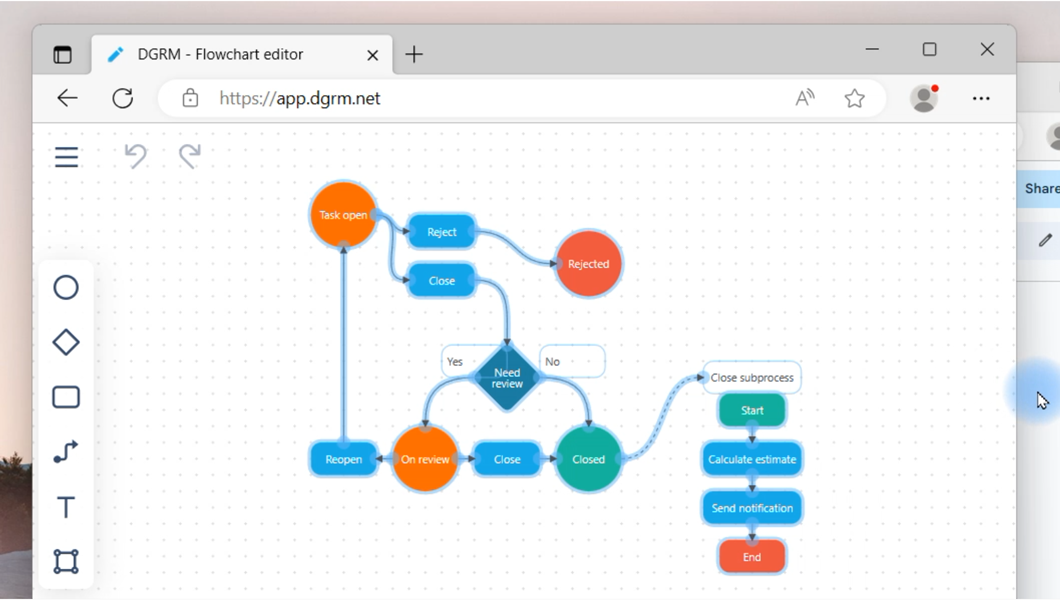 DGRM - Flowchart editor
https://app.dgrm.net
Share
Task open
Reject
Rejected
Close
Yes
Need
review
No
Close subprocess
Start
Reopen
On review
Close
Closed
Calculate estimate
Send notification
End
T